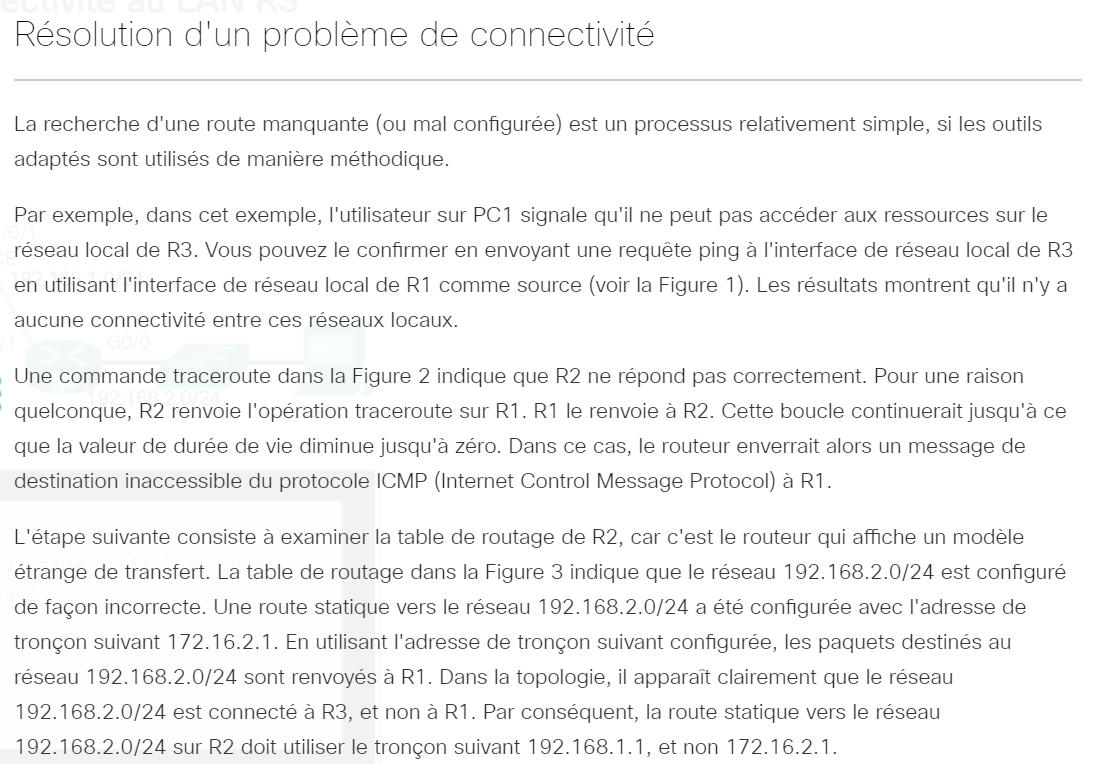 ectivité au LAN R3
Résolution d'un problème de connectivité
La recherche d'une route manquante (ou mal configurée) est un processus relativement simple, si les outils
adaptés sont utilisés de manière méthodique.
Par exemple, dans cet exemple, l'utilisateur sur PC1 signale qu'il ne peut pas accéder aux ressources sur le
/0/1
réseau local de R3. Vous pouvez le confirmer en envoyant une requête ping à l'interface de réseau local de R3
en utilisant l'interface de réseau local de R1 comme source (voir la Figure 1). Les résultats montrent qu'il n'y a
aucune connectivité entre ces réseaux locaux.
/1
G0/0
PC3
Une commande traceroute dans la Figure 2 indique que R2 ne répond pas correctement. Pour une raison
192.168.2.0/24
quelconque, R2 renvoie l'opération traceroute sur R1. R1 le renvoie à R2. Cette boucle continuerait jusqu'à ce
que la valeur de durée de vie diminue jusqu'à zéro. Dans ce cas, le routeur enverrait alors un message de
destination inaccessible du protocole ICMP (Internet Control Message Protocol) à R1.
L'étape suivante consiste à examiner la table de routage de R2, car c'est le routeur qui affiche un modèle
étrange de transfert. La table de routage dans la Figure 3 indique que le réseau 192.168.2.0/24 est configuré
de façon incorrecte. Une route statique vers le réseau 192.168.2.0/24 a été configurée avec l'adresse de
tronçon suivant 172.16.2.1. En utilisant l'adresse de tronçon suivant configurée, les paquets destinés au
réseau 192.168.2.0/24 sont renvoyés à R1. Dans la topologie, il apparaît clairement que le réseau
192.168.2.0/24 est connecté à R3, et non à R1. Par conséquent, la route statique vers le réseau
192.168.2.0/24 sur R2 doit utiliser le tronçon suivant 192.168.1.1, et non 172.16.2.1.